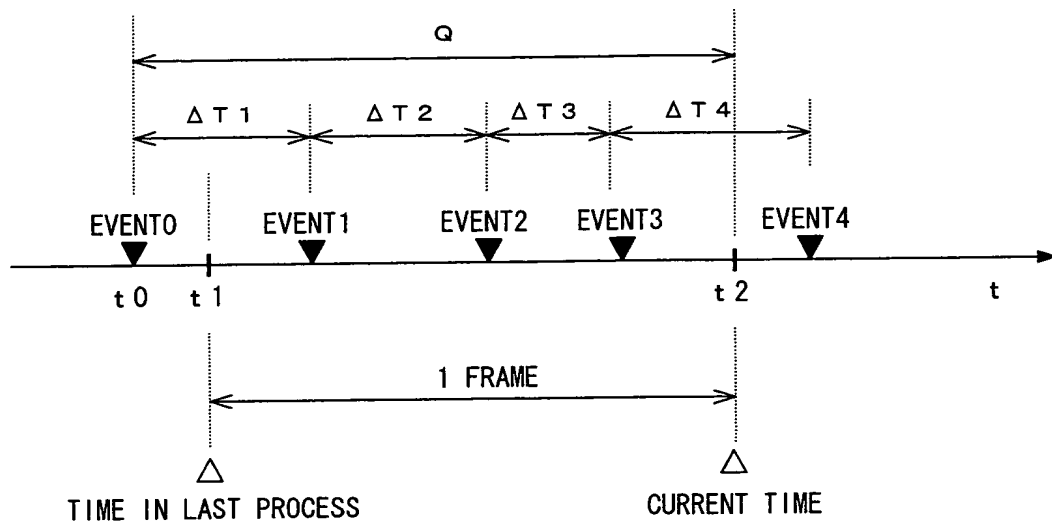 Q
ΔT1 ΔT2 ΔT3 ΔT4
EVENT0 EVENT1 EVENT2 EVENT3 EVENT4
t0 t1 t2 t
1 FRAME
TIME IN LAST PROCESS CURRENT TIME